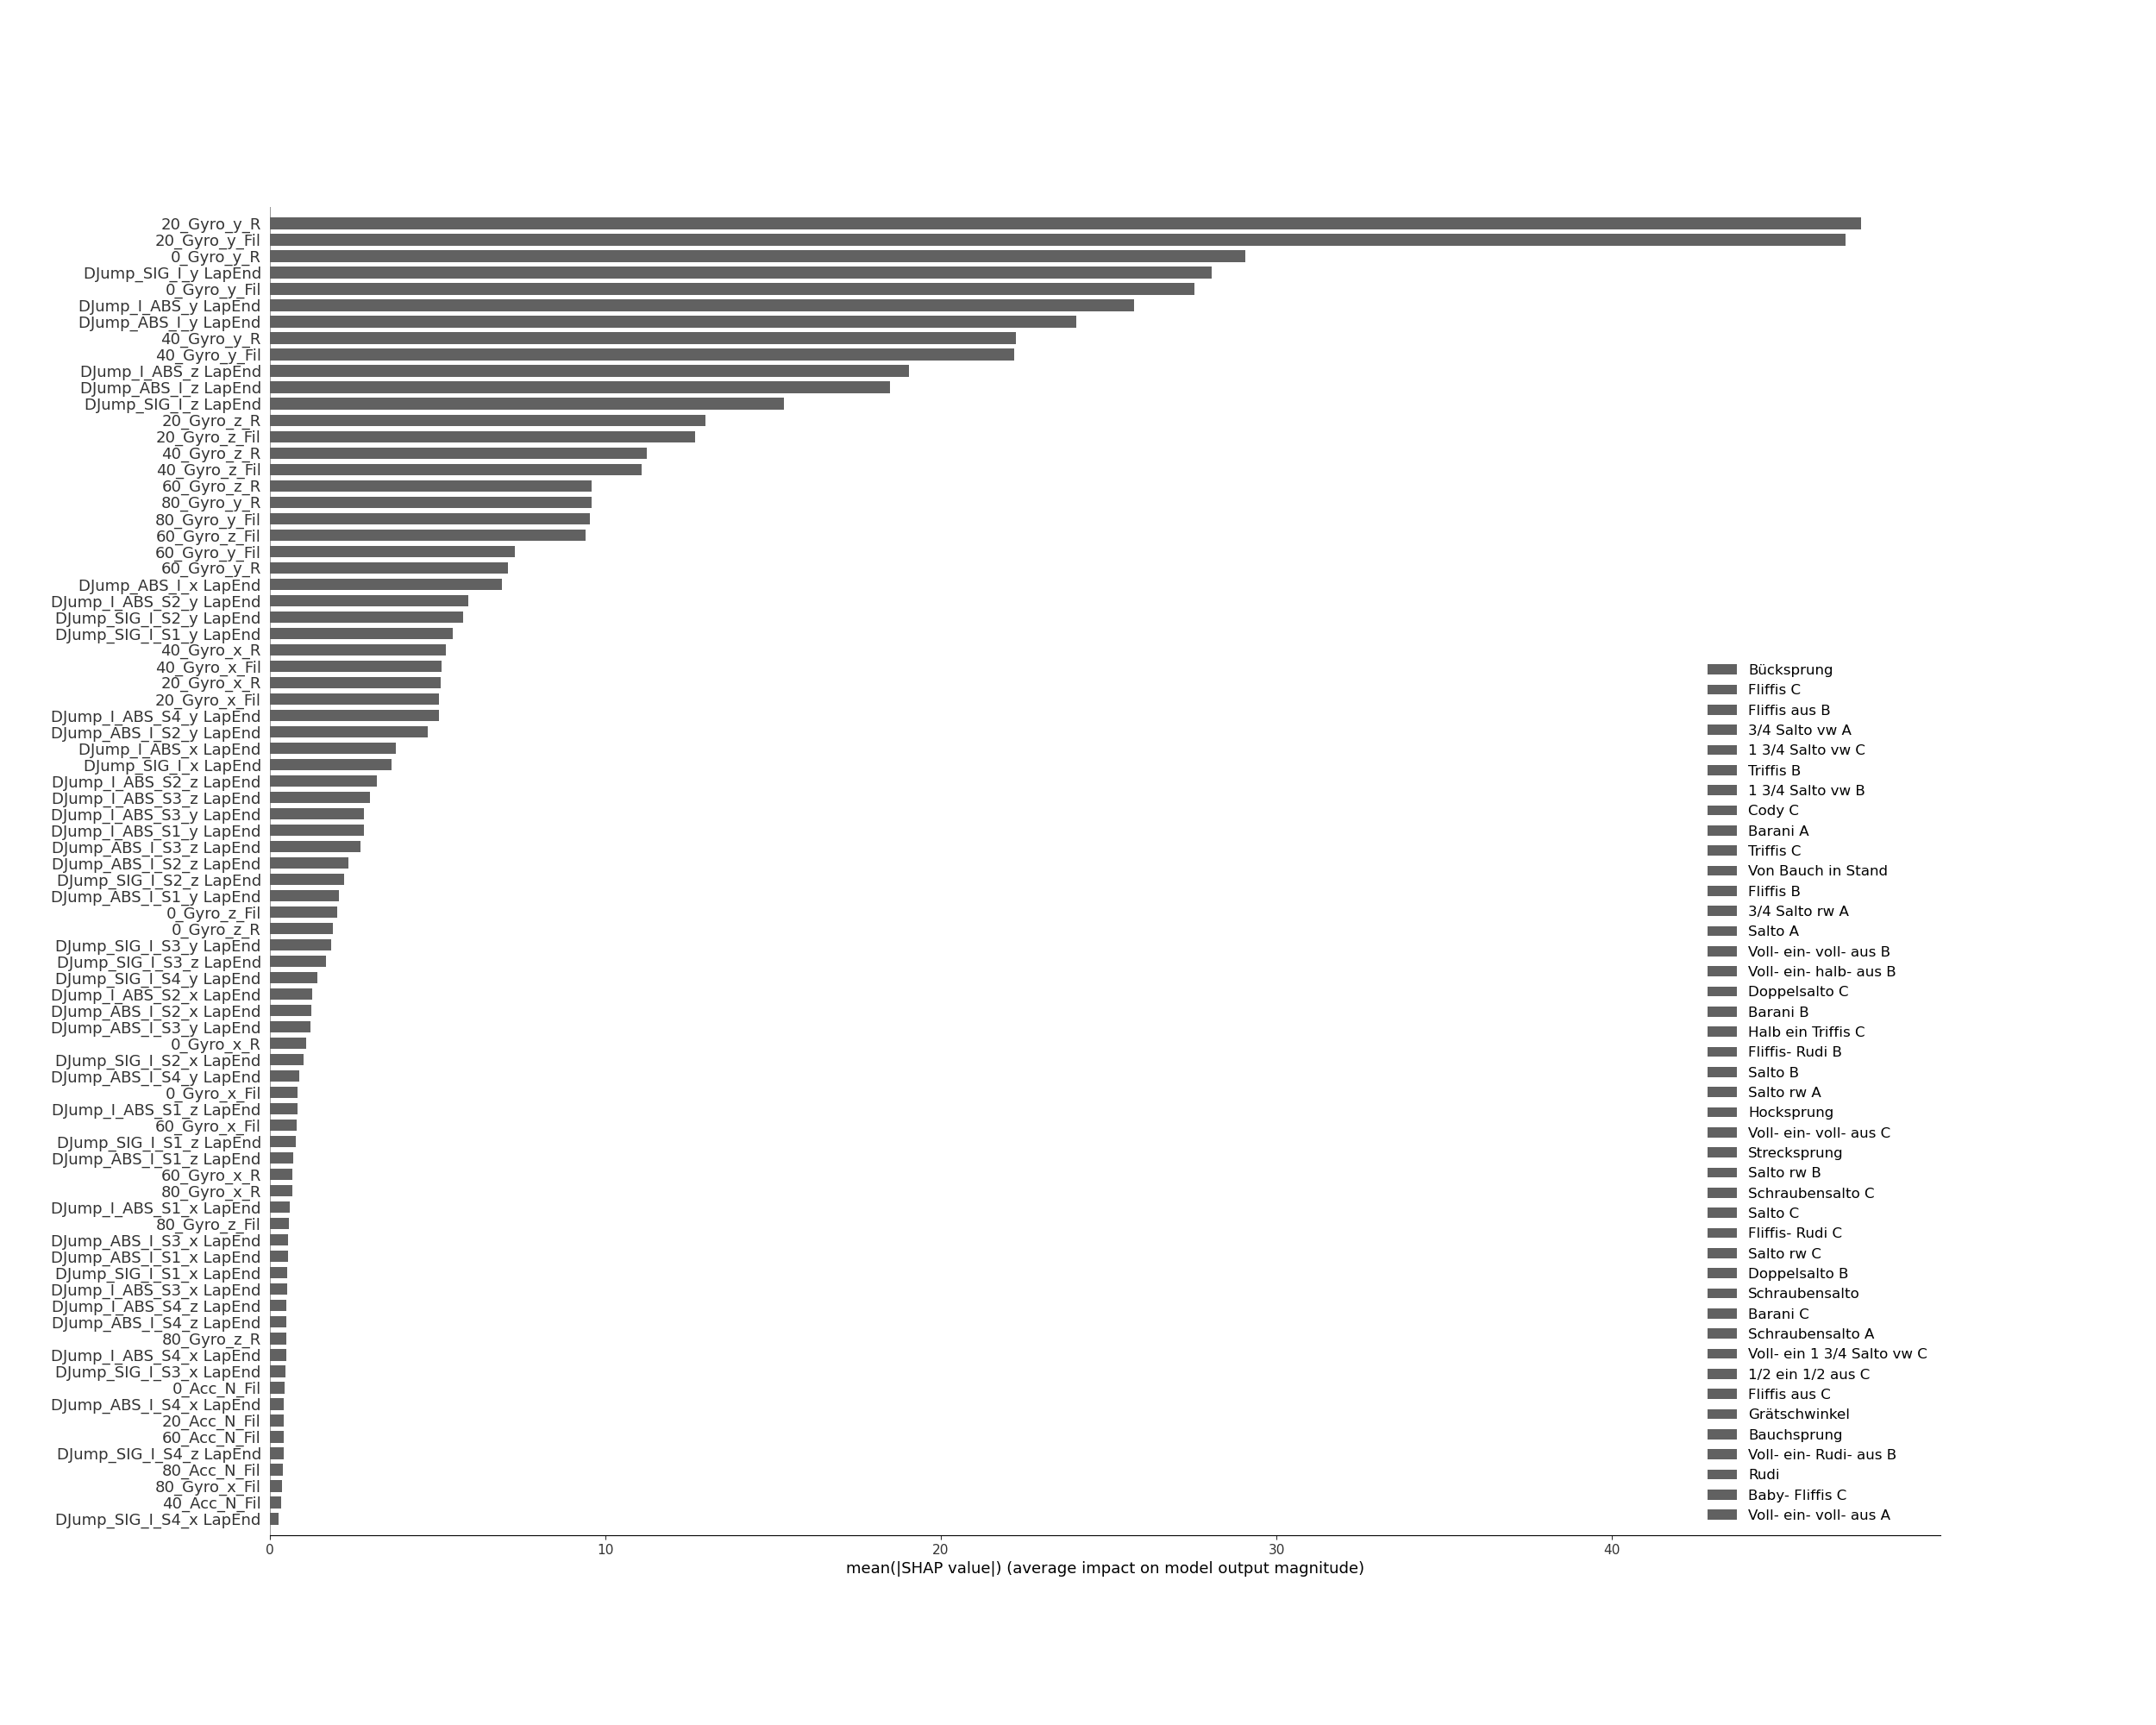 20_Gyro_y_R
20_Gyro_y_Fil
0_Gyro_y_R
DJump_SIG_I_y LapEnd
0_Gyro_y_Fil
DJump_I_ABS_y LapEnd
DJump_ABS_I_y LapEnd
40_Gyro_y_R
40_Gyro_y_Fil
DJump_I_ABS_z LapEnd
DJump_ABS_I_z LapEnd
DJump_SIG_I_z LapEnd
20_Gyro_z_R
20_Gyro_z_Fil
40_Gyro_z_R
40_Gyro_z_Fil
60_Gyro_z_R
80_Gyro_y_R
80_Gyro_y_Fil
60_Gyro_z_Fil
60_Gyro_y_Fil
60_Gyro_y_R
DJump_ABS_I_x LapEnd
DJump_I_ABS_S2_y LapEnd
DJump_SIG_I_S2_y LapEnd
DJump_SIG_I_S1_y LapEnd
40_Gyro_x_R
40_Gyro_x_Fil
20_Gyro_x_R
20_Gyro_x_Fil
DJump_I_ABS_S4_y LapEnd
DJump_ABS_I_S2_y LapEnd
DJump_I_ABS_x LapEnd
DJump_SIG_I_x LapEnd
DJump_I_ABS_S2_z LapEnd
DJump_I_ABS_S3_z LapEnd
DJump_I_ABS_S3_y LapEnd
DJump_I_ABS_S1_y LapEnd
DJump_ABS_I_S3_z LapEnd
DJump_ABS_I_S2_z LapEnd
DJump_SIG_I_S2_z LapEnd
DJump_ABS_I_S1_y LapEnd
0_Gyro_z_Fil
0_Gyro_z_R
DJump_SIG_I_S3_y LapEnd
DJump_SIG_I_S3_z LapEnd
DJump_SIG_I_S4_y LapEnd
DJump_I_ABS_S2_x LapEnd
DJump_ABS_I_S2_x LapEnd
DJump_ABS_I_S3_y LapEnd
0_Gyro_x_R
DJump_SIG_I_S2_x LapEnd
DJump_ABS_I_S4_y LapEnd
0_Gyro_x_Fil
DJump_I_ABS_S1_z LapEnd
60_Gyro_x_Fil
DJump_SIG_I_S1_z LapEnd
DJump_ABS_I_S1_z LapEnd
60_Gyro_x_R
80_Gyro_x_R
DJump_I_ABS_S1_x LapEnd
80_Gyro_z_Fil
DJump_ABS_I_S3_x LapEnd
DJump_ABS_I_S1_x LapEnd
DJump_SIG_I_S1_x LapEnd
DJump_I_ABS_S3_x LapEnd
DJump_I_ABS_S4_z LapEnd
DJump_ABS_I_S4_z LapEnd
80_Gyro_z_R
DJump_I_ABS_S4_x LapEnd
DJump_SIG_I_S3_x LapEnd
0_Acc_N_Fil
DJump_ABS_I_S4_x LapEnd
20_Acc_N_Fil
60_Acc_N_Fil
DJump_SIG_I_S4_z LapEnd
80_Acc_N_Fil
80_Gyro_x_Fil
40_Acc_N_Fil
DJump_SIG_I_S4_x LapEnd
Bücksprung
Fliffis C
Fliffis aus B
3/4 Salto vw A
1 3/4 Salto vw C
Triffis B
1 3/4 Salto vw B
Cody C
Barani A
Triffis C
Von Bauch in Stand
Fliffis B
3/4 Salto rw A
Salto A
Voll- ein- voll- aus B
Voll- ein- halb- aus B
Doppelsalto C
Barani B
Halb ein Triffis C
Fliffis- Rudi B
Salto B
Salto rw A
Hocksprung
Voll- ein- voll- aus C
Strecksprung
Salto rw B
Schraubensalto C
Salto C
Fliffis- Rudi C
Salto rw C
Doppelsalto B
Schraubensalto
Barani C
Schraubensalto A
Voll- ein 1 3/4 Salto vw C
1/2 ein 1/2 aus C
Fliffis aus C
Grätschwinkel
Bauchsprung
Voll- ein- Rudi- aus B
Rudi
Baby- Fliffis C
Voll- ein- voll- aus A
0 10 20 30 40
mean(|SHAP value|) (average impact on model output magnitude)